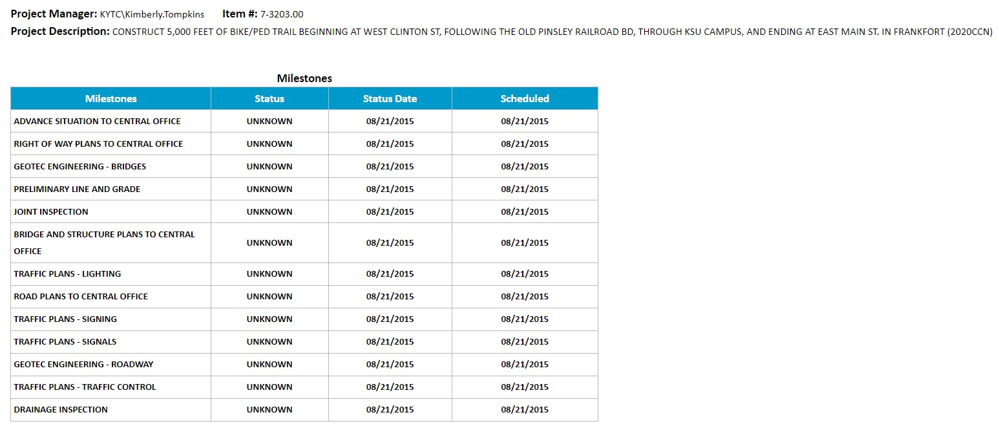 Project Manager: KYTC\Kimberly.Tompkins Item #: 7-3203.00
Project Description: CONSTRUCT 5,000 FEET OF BIKE/PED TRAIL BEGINNING AT WEST CLINTON ST, FOLLOWING THE OLD PINSLEY RAILROAD BD, THROUGH KSU CAMPUS, AND ENDING AT EAST MAIN ST. IN FRANKFORT (2020CCN)
Milestones
Milestones Status Status Date Scheduled
ADVANCE SITUATION TO CENTRAL OFFICE UNKNOWN 08/21/2015 08/21/2015
RIGHT OF WAY PLANS TO CENTRAL OFFICE UNKNOWN 08/21/2015 08/21/2015
GEOTEC ENGINEERING - BRIDGES UNKNOWN 08/21/2015 08/21/2015
PRELIMINARY LINE AND GRADE UNKNOWN 08/21/2015 08/21/2015
JOINT INSPECTION UNKNOWN 08/21/2015 08/21/2015
BRIDGE AND STRUCTURE PLANS TO CENTRAL
OFFICE UNKNOWN 08/21/2015 08/21/2015
TRAFFIC PLANS - LIGHTING UNKNOWN 08/21/2015 08/21/2015
ROAD PLANS TO CENTRAL OFFICE UNKNOWN 08/21/2015 08/21/2015
TRAFFIC PLANS - SIGNING UNKNOWN 08/21/2015 08/21/2015
TRAFFIC PLANS - SIGNALS UNKNOWN 08/21/2015 08/21/2015
GEOTEC ENGINEERING - ROADWAY UNKNOWN 08/21/2015 08/21/2015
TRAFFIC PLANS - TRAFFIC CONTROL UNKNOWN 08/21/2015 08/21/2015
DRAINAGE INSPECTION UNKNOWN 08/21/2015 08/21/2015